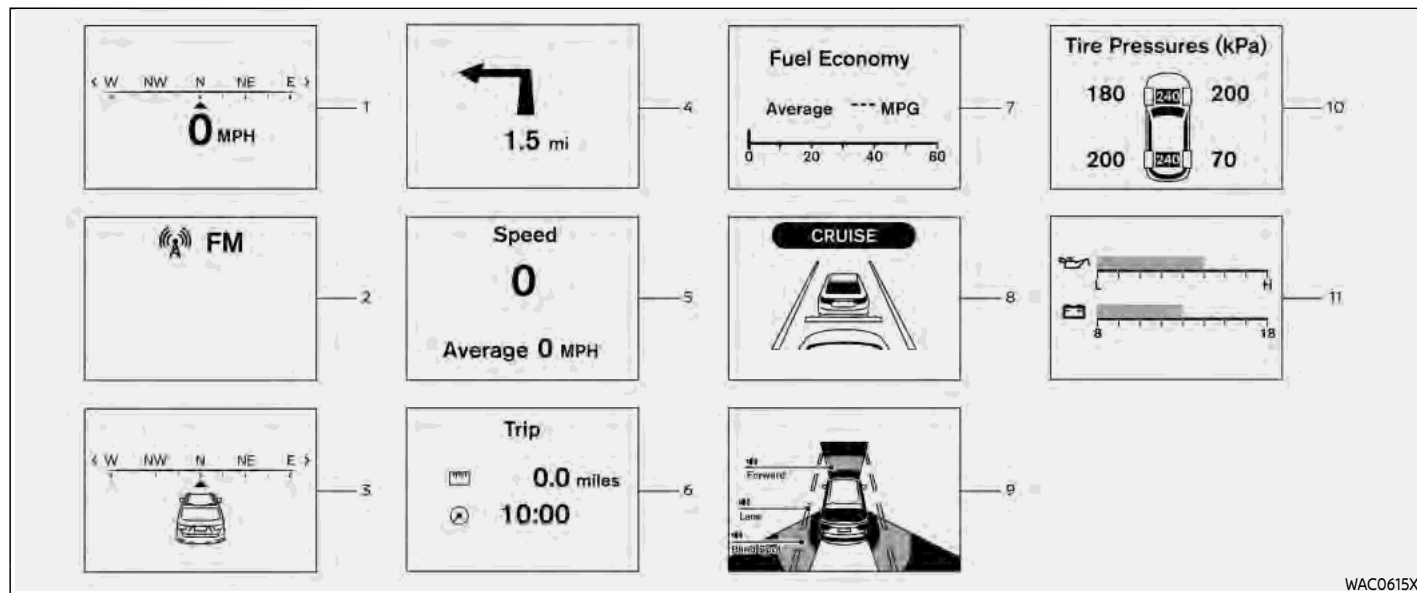 < W NW N NE E >
0 MPH
1
1.5 mi
4
Fuel Economy
Average --- MPG
0 20 40 60
7
Tire Pressures (kPa)
180 240 200
200 240 70
10
FM
2
Speed
0
Average 0 MPH
5
CRUISE
8
L H
8 18
11
< W NW N NE E >
3
Trip
0.0 miles
10:00
6
Forward
Lane
Blind Spot
9
WAC0615X